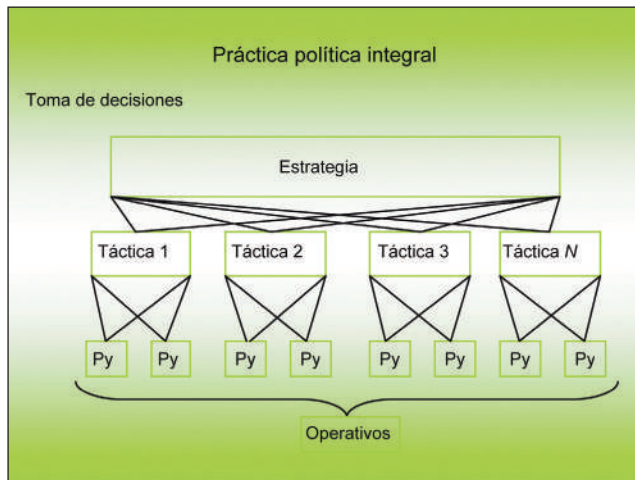 Práctica política integral
Toma de decisiones
Estrategia
Táctica 1 Táctica 2 Táctica 3 Táctica N
Py Py Py Py Py Py Py Py
Operativos